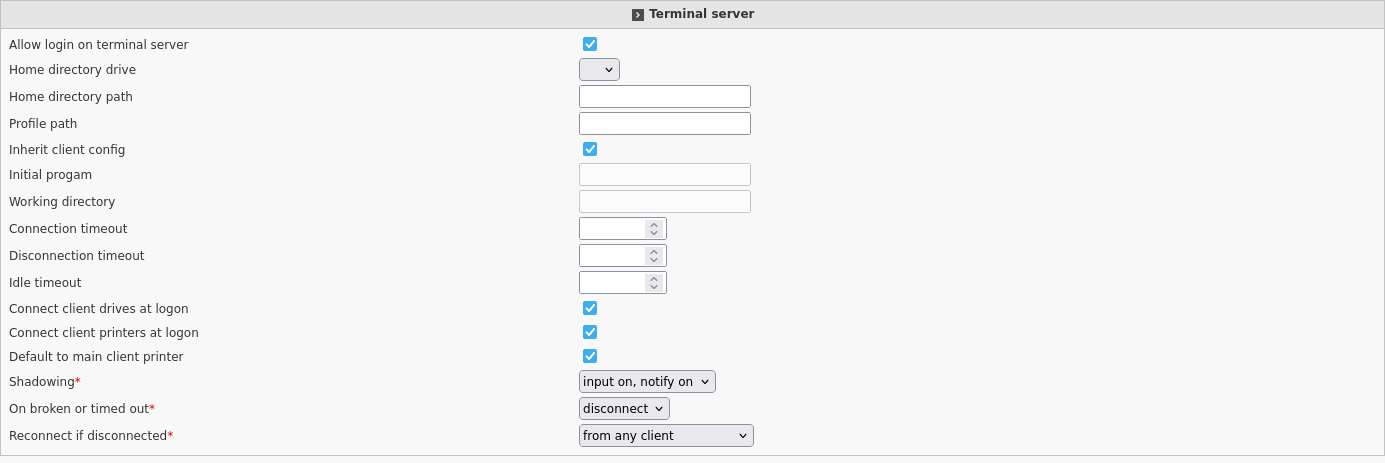 Terminal server
Allow login on terminal server
Home directory drive
Home directory path
Profile path
Inherit client config
Initial progam
Working directory
Connection timeout
Disconnection timeout
Idle timeout
Connect client drives at logon
Connect client printers at logon
Default to main client printer
Shadowing* input on, notify on
On broken or timed out* disconnect
Reconnect if disconnected* from any client